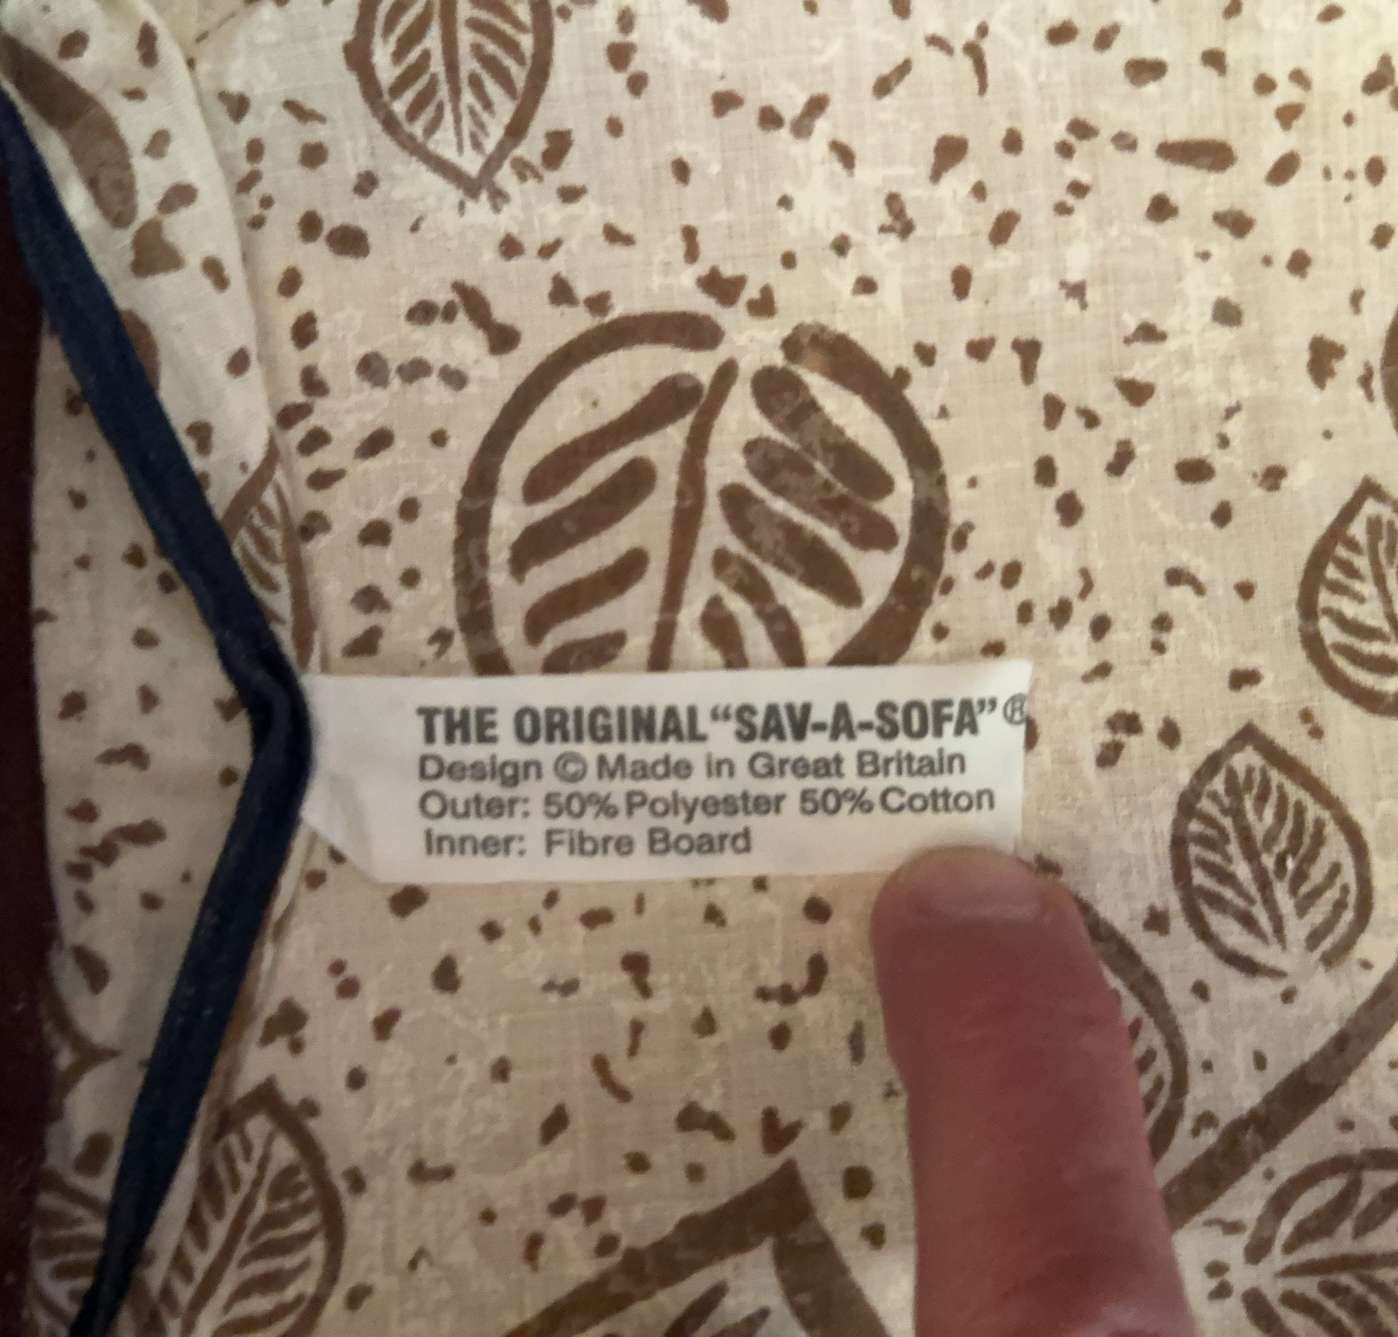 THE ORIGINAL "SAV-A-SOFA"®
Design © Made in Great Britain
Outer: 50% Polyester 50% Cotton
Inner: Fibre Board